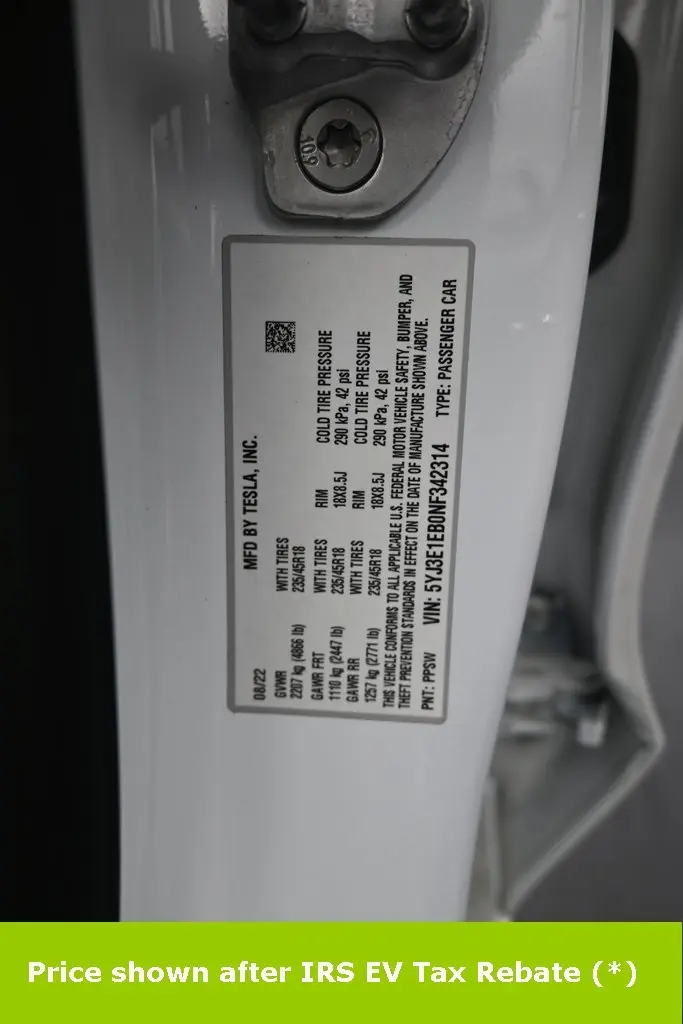 10.9
MFD BY TESLA, INC.
08/22
GVWR WITH TIRES RIM COLD TIRE PRESSURE
2207 kg (4866 lb) 235/45R18 18X8.5J 290 kPa, 42 psi
GAWR FRT WITH TIRES RIM COLD TIRE PRESSURE
1110 kg (2447 lb) 235/45R18 18X8.5J 290 kPa, 42 psi
GAWR RR
1257 kg (2771 lb) 235/45R18
THIS VEHICLE CONFORMS TO ALL APPLICABLE U.S. FEDERAL MOTOR VEHICLE SAFETY, BUMPER, AND
THEFT PREVENTION STANDARDS IN EFFECT ON THE DATE OF MANUFACTURE SHOWN ABOVE.
PNT: PPSW VIN: 5YJ3E1EB0NF342314 TYPE: PASSENGER CAR
Price shown after IRS EV Tax Rebate (*)